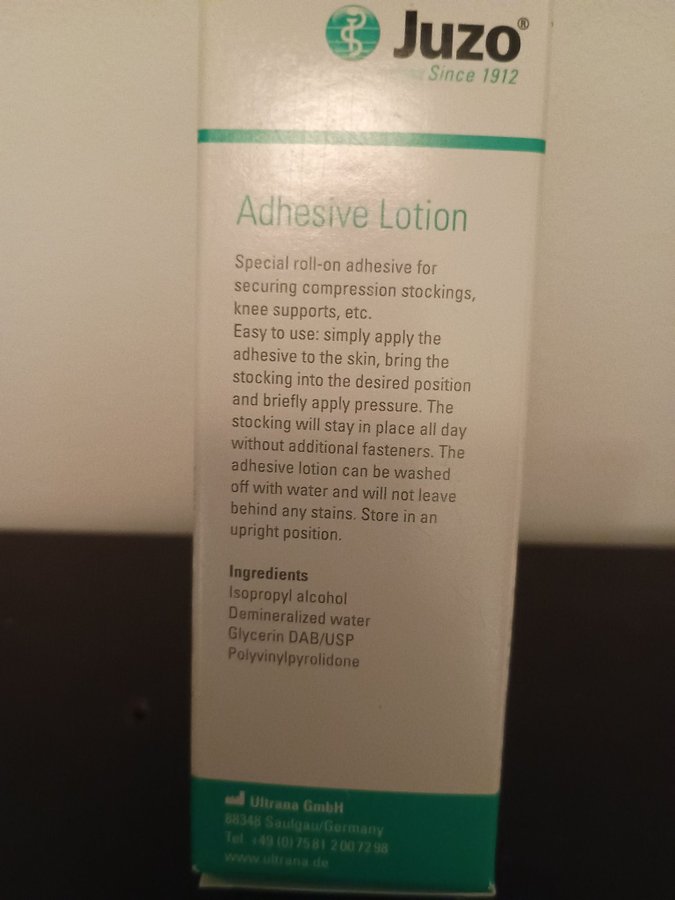 Juzo®
Since 1912
Adhesive Lotion
Special roll-on adhesive for
securing compression stockings,
knee supports, etc.
Easy to use: simply apply the
adhesive to the skin, bring the
stocking into the desired position
and briefly apply pressure. The
stocking will stay in place all day
without additional fasteners. The
adhesive lotion can be washed
off with water and will not leave
behind any stains. Store in an
upright position.
Ingredients
Isopropyl alcohol
Demineralized water
Glycerin DAB/USP
Polyvinylpyrolidone
Ultrana GmbH
88348 Saulgau/Germany
Tel. +49 (0) 75 81 2 00 72 98
www.ultrana.de